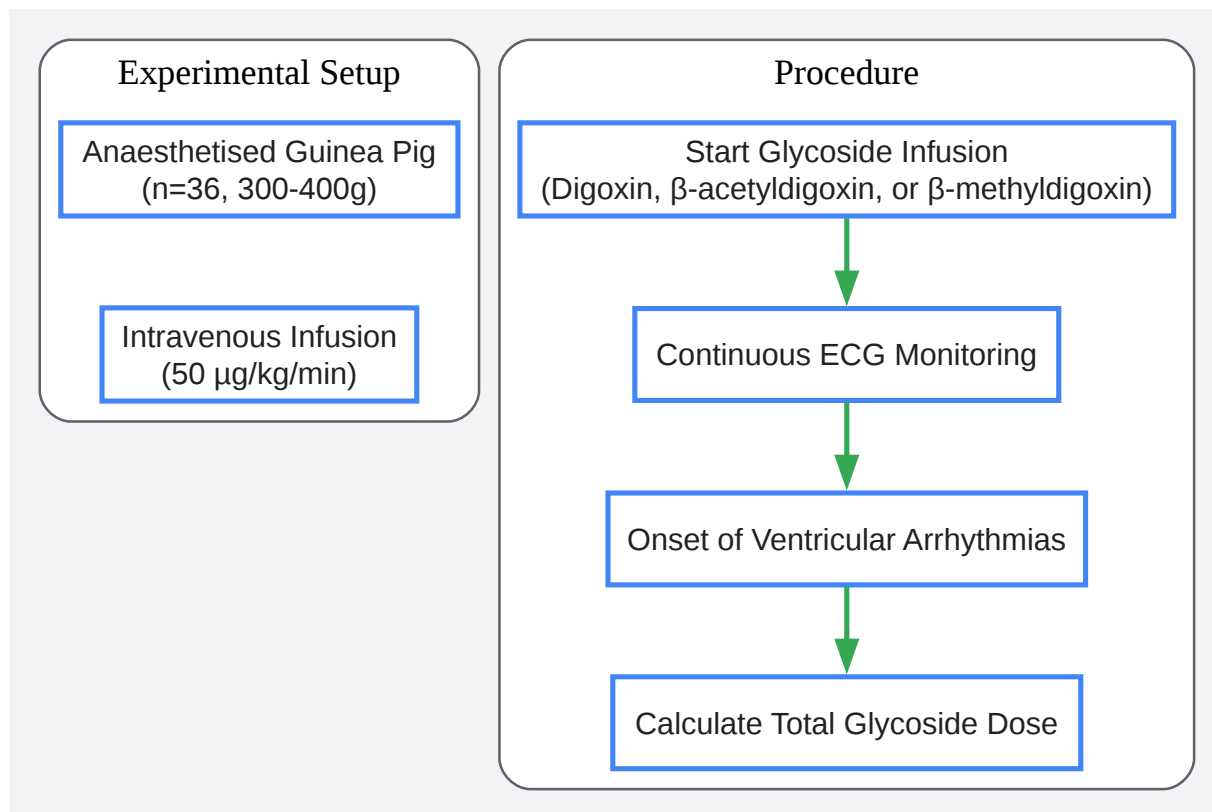 Experimental Setup
Anaesthetised Guinea Pig
(n=36, 300-400g)
Intravenous Infusion
(50 µg/kg/min)
Procedure
Start Glycoside Infusion
(Digoxin, β-acetyldigoxin, or β-methyldigoxin)
Continuous ECG Monitoring
Onset of Ventricular Arrhythmias
Calculate Total Glycoside Dose